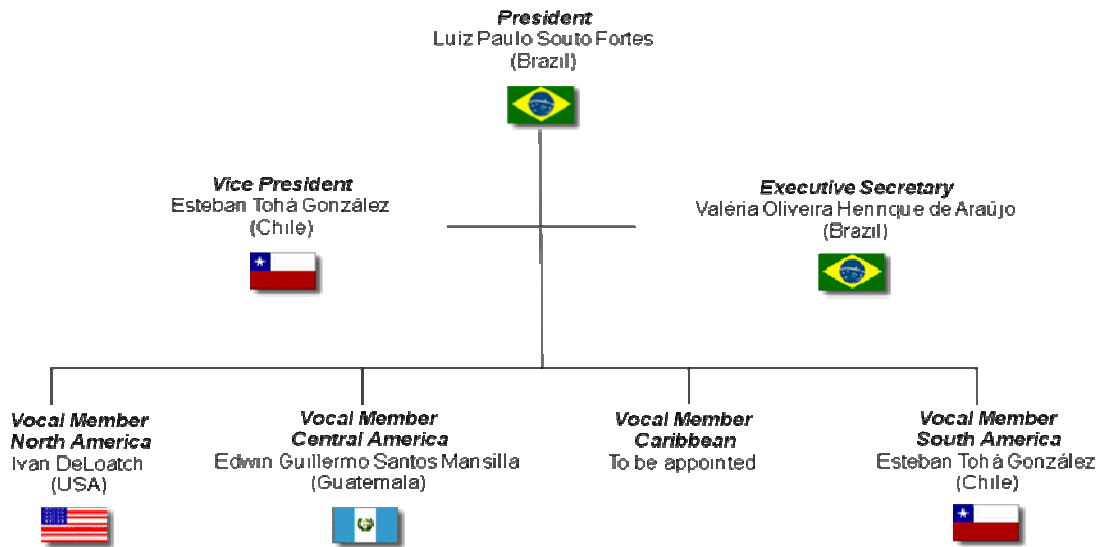 President
Luiz Paulo Souto Fortes
(Brazil)
Vice President
Esteban Tohá González
(Chile)
Executive Secretary
Valéria Oliveira Henrique de Araújo
(Brazil)
Vocal Member
North America
Ivan DeLoatch
(USA)
Vocal Member
Central America
Edwin Guillermo Santos Mansilla
(Guatemala)
Vocal Member
Caribbean
To be appointed
Vocal Member
South America
Esteban Tohá González
(Chile)